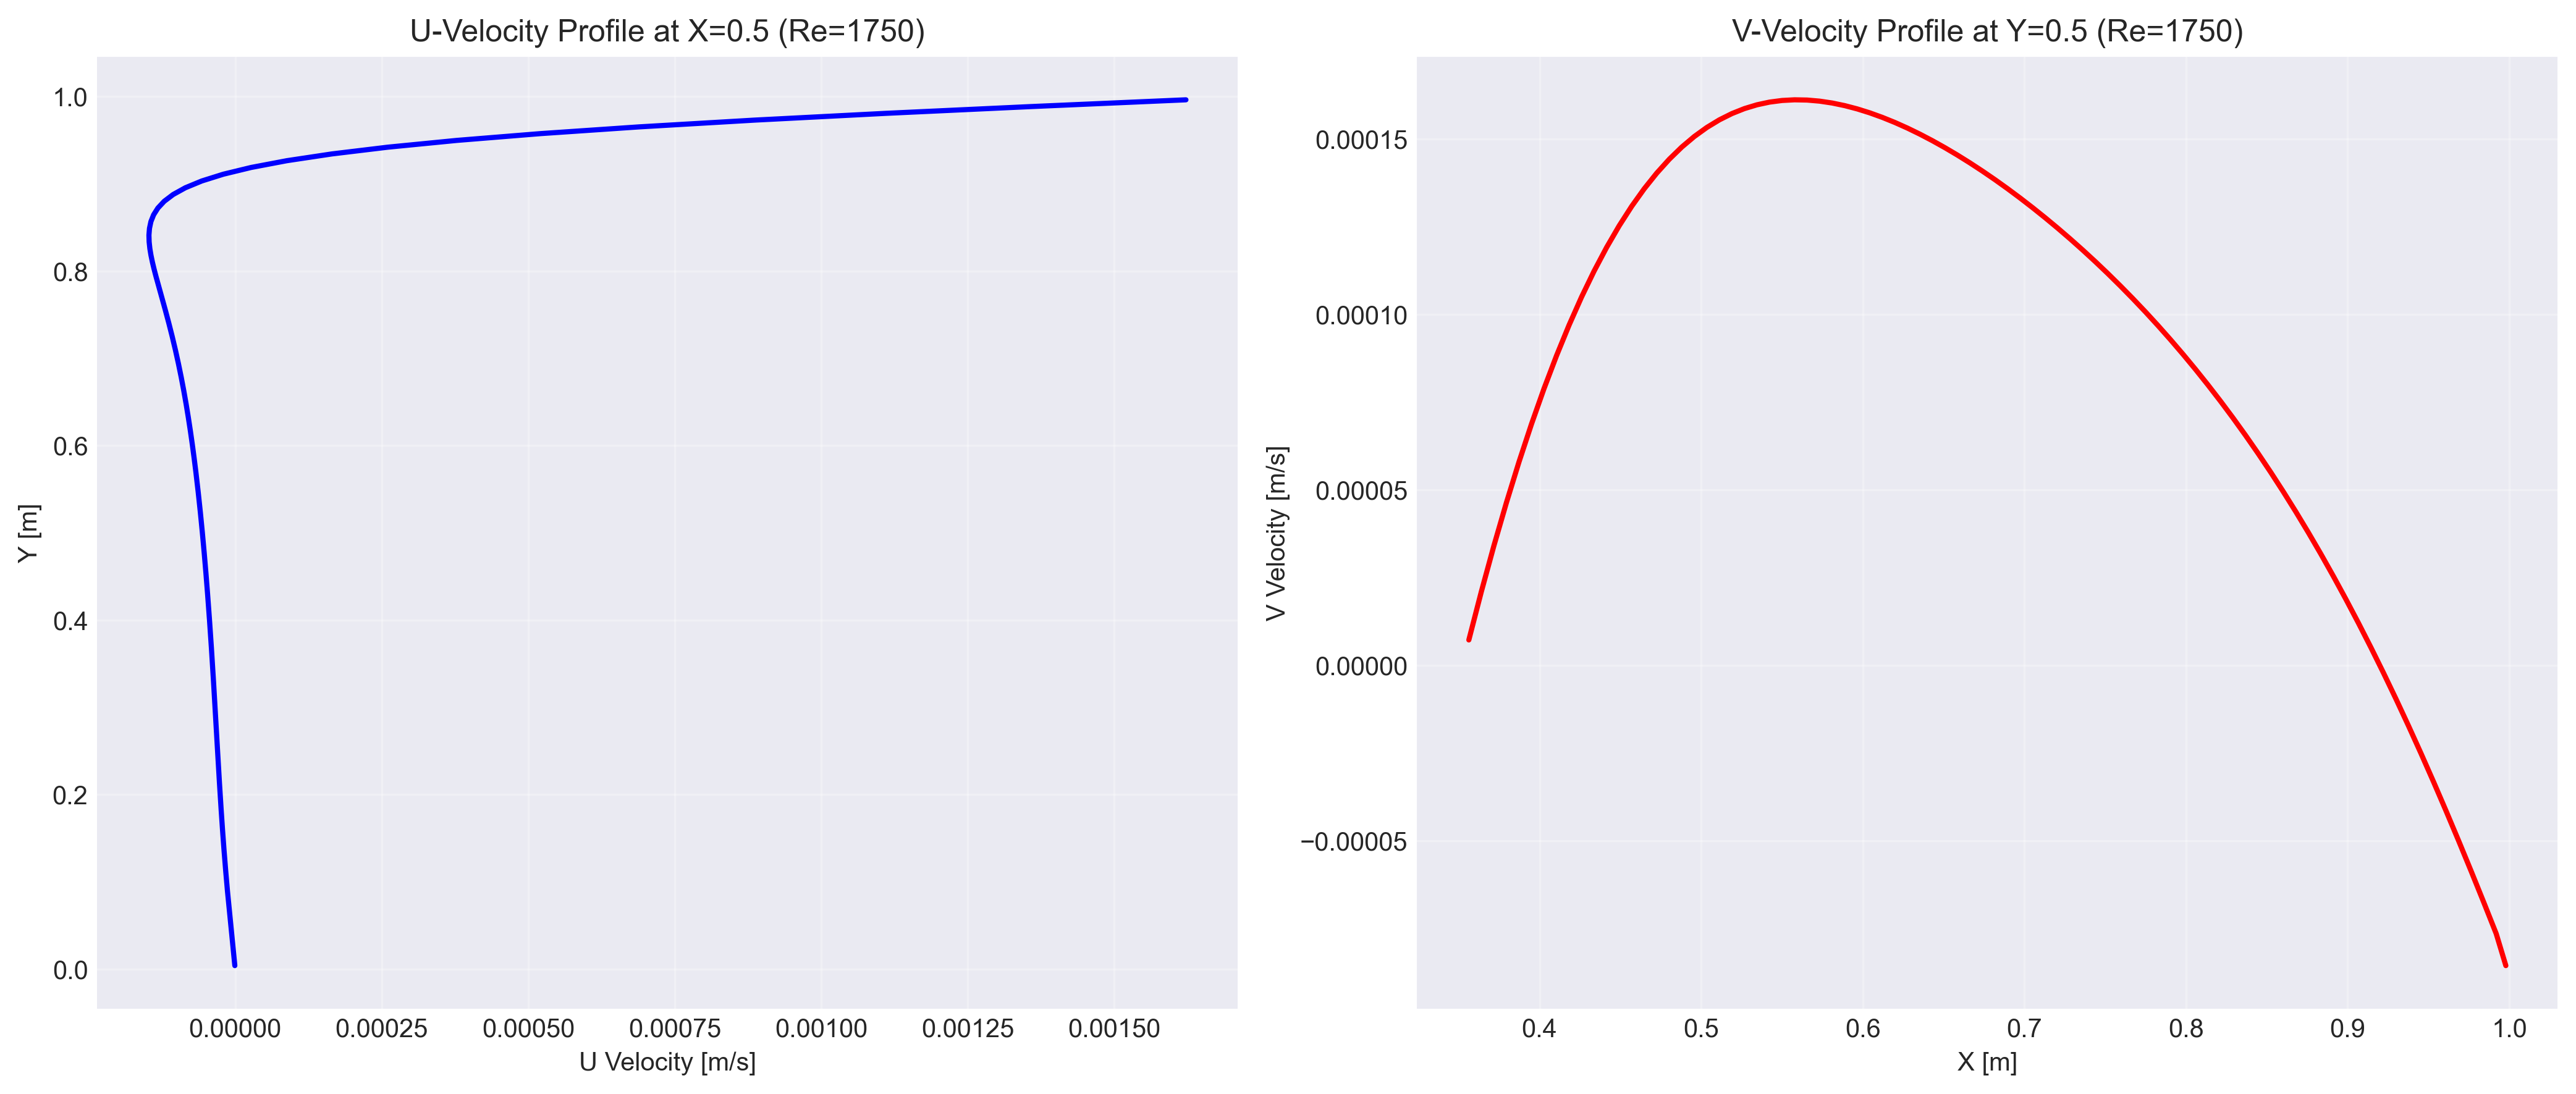 U-Velocity Profile at X=0.5 (Re=1750)
1.0
0.8
0.6
0.4
0.2
0.0
Y [m]
0.00000 0.00025 0.00050 0.00075 0.00100 0.00125 0.00150
U Velocity [m/s]
V-Velocity Profile at Y=0.5 (Re=1750)
0.00015
0.00010
0.00005
0.00000
−0.00005
V Velocity [m/s]
0.4 0.5 0.6 0.7 0.8 0.9 1.0
X [m]